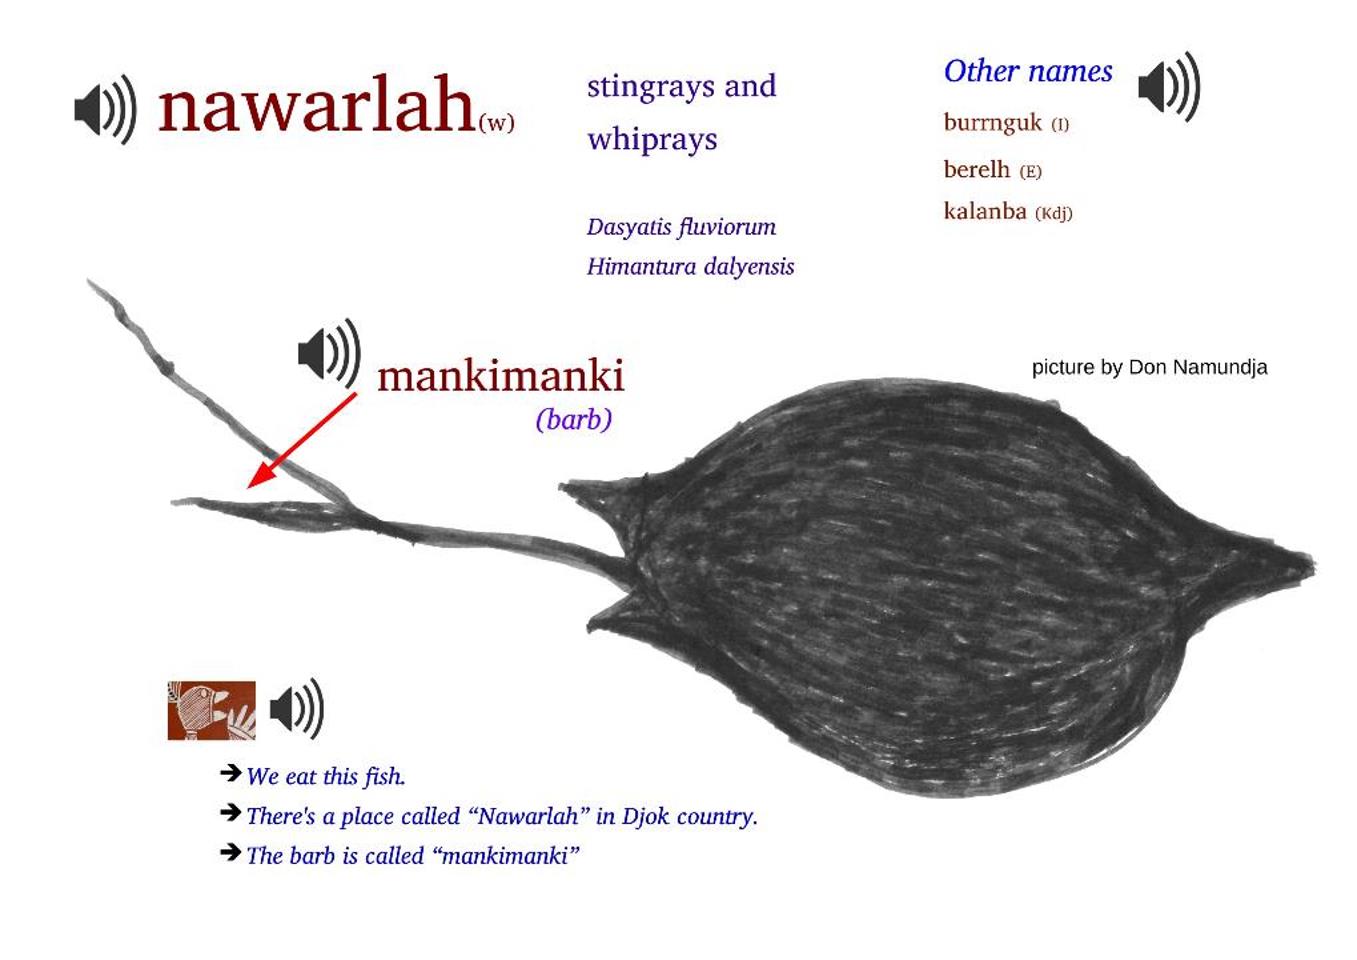 nawarlah(w)
stingrays and
whiprays
Dasyatis fluviorum
Himantura dalyensis
Other names
burrnguk (I)
berelh (E)
kalanba (Kdj)
mankimanki
(barb)
picture by Don Namundja
➔ We eat this fish.
➔ There's a place called “Nawarlah” in Djok country.
➔ The barb is called “mankimanki”